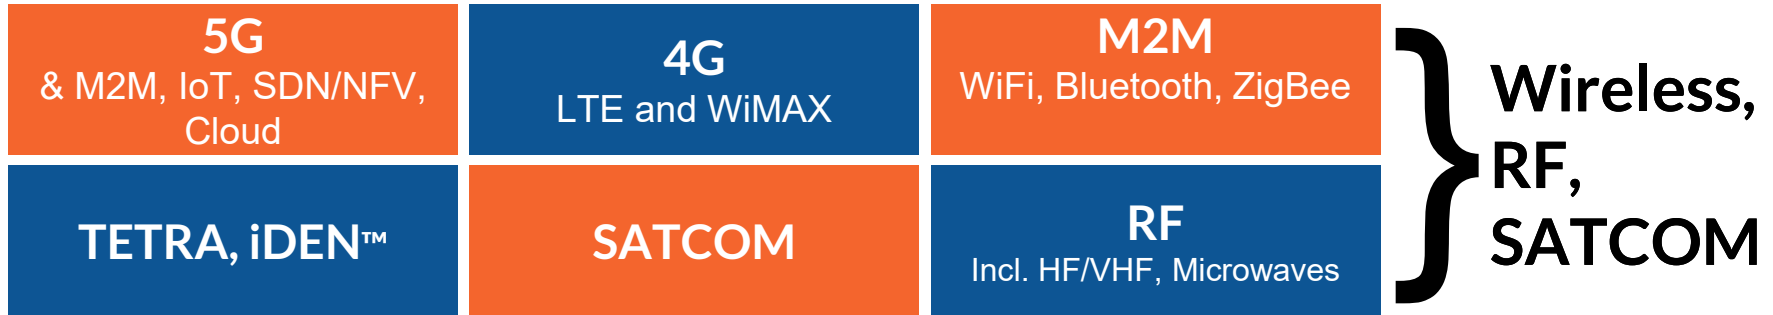 5G
& M2M, IoT, SDN/NFV,
Cloud
4G
LTE and WiMAX
M2M
WiFi, Bluetooth, ZigBee
TETRA, iDEN™
SATCOM
RF
Incl. HF/VHF, Microwaves
Wireless,
RF,
SATCOM